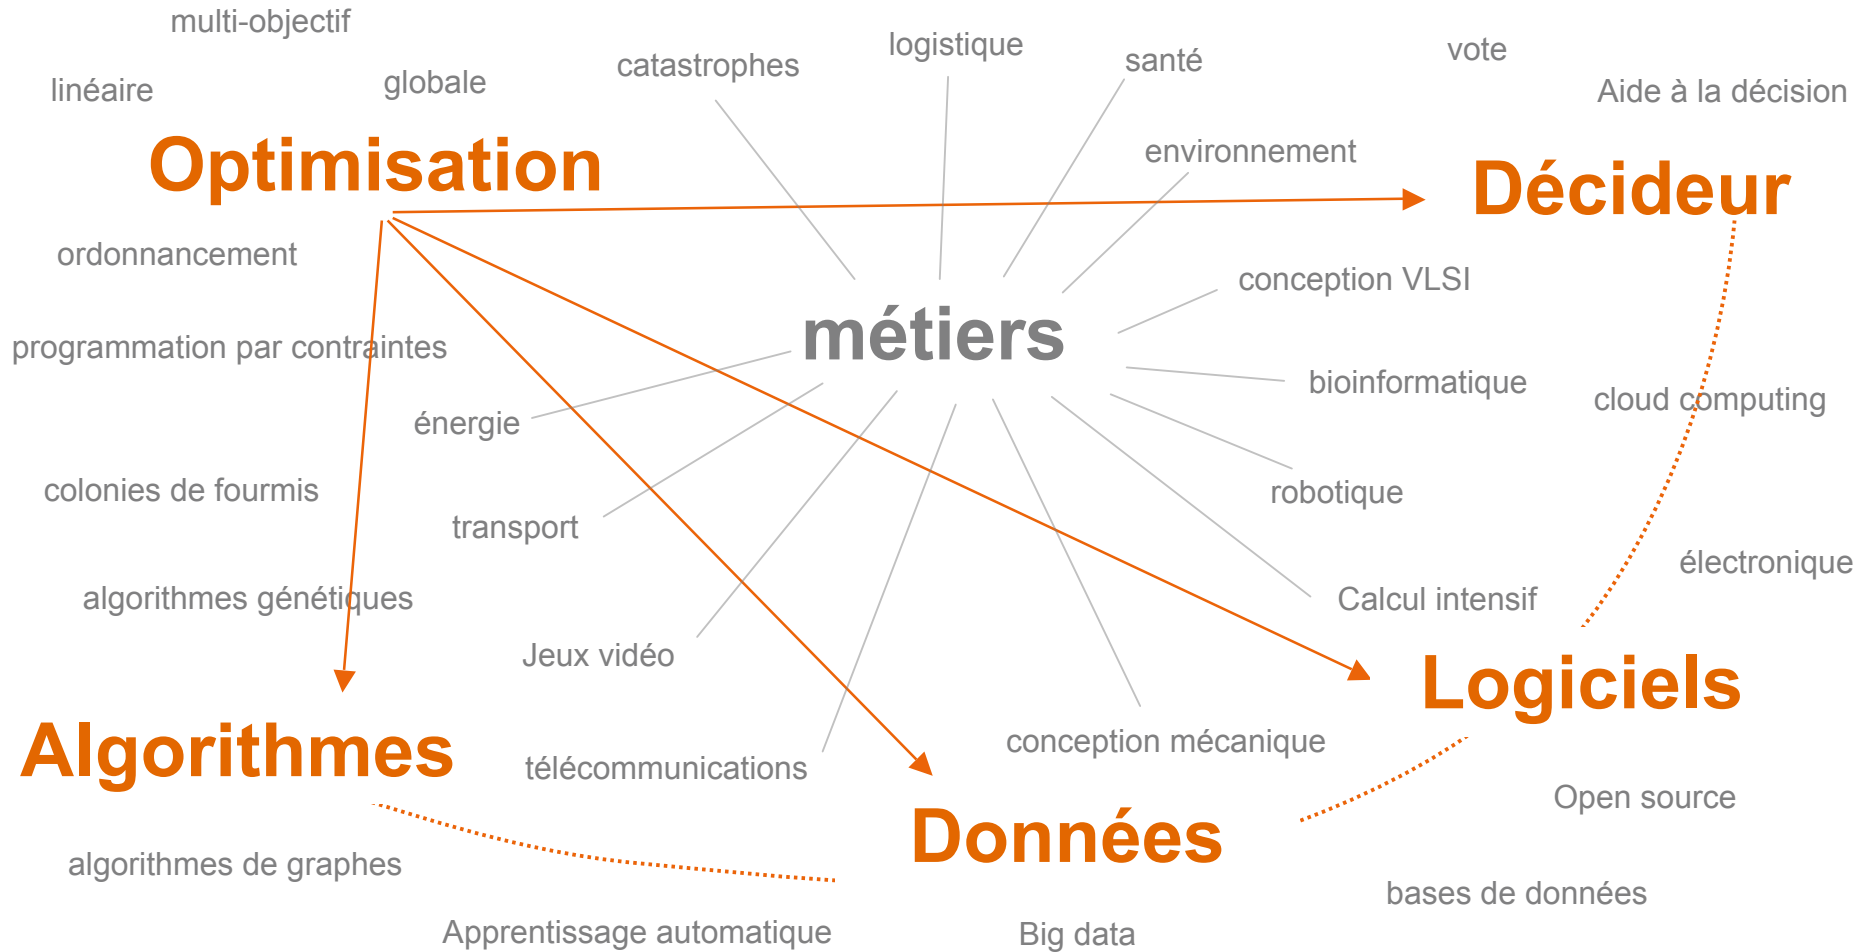 multi-objectif
logistique
vote
catastrophes
santé
linéaire
globale
Aide à la décision
Optimisation
environnement
Décideur
ordonnancement
conception VLSI
métiers
programmation par contraintes
bioinformatique
cloud computing
énergie
colonies de fourmis
robotique
transport
électronique
algorithmes génétiques
Calcul intensif
Jeux vidéo
Logiciels
Algorithmes
conception mécanique
télécommunications
Open source
Données
algorithmes de graphes
bases de données
Apprentissage automatique
Big data